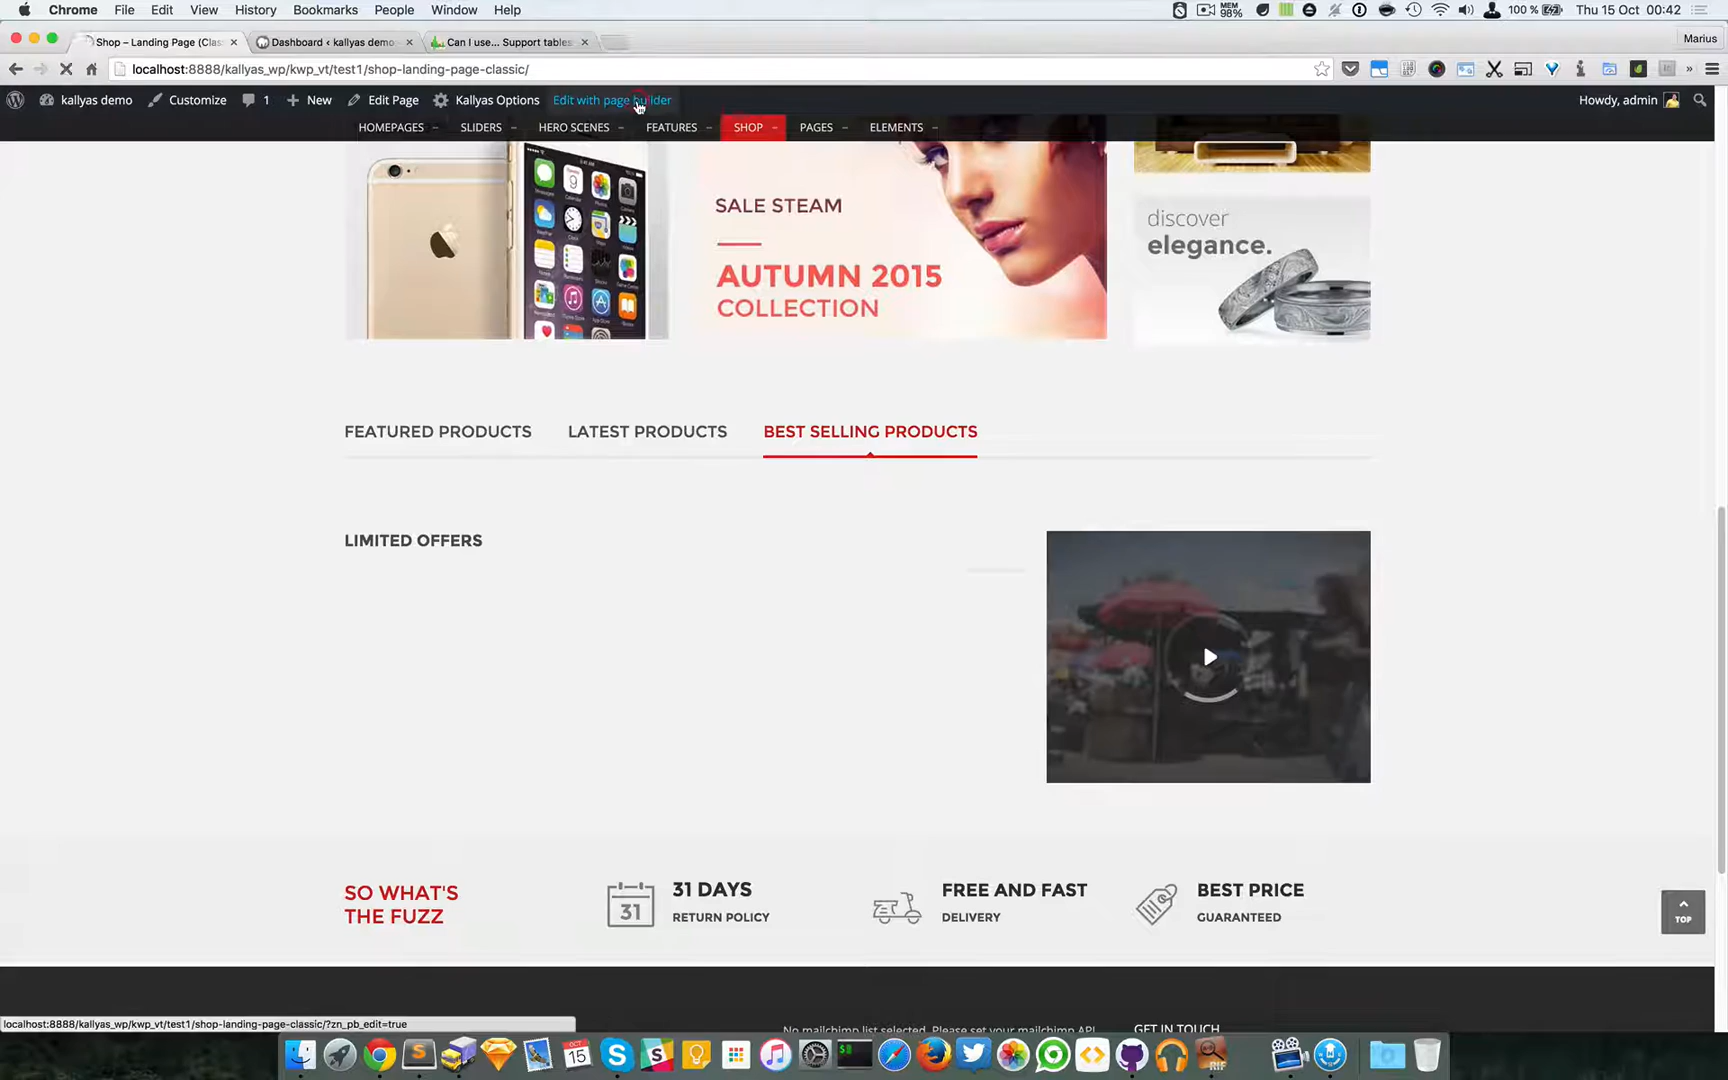 Chrome File Edit View History Bookmarks People Window Help
MEM 98% 100 % Thu 15 Oct 00:42
Shop – Landing Page (Clas
Dashboard ‹ kallyas demo
Can I use... Support tables
Marius
localhost:8888/kallyas_wp/kwp_vt/test1/shop-landing-page-classic/
kallyas demo Customize 1 New Edit Page Kallyas Options Edit with page builder Howdy, admin
HOMEPAGES SLIDERS HERO SCENES FEATURES SHOP PAGES ELEMENTS
SALE STEAM
AUTUMN 2015
COLLECTION
discover
elegance.
FEATURED PRODUCTS LATEST PRODUCTS BEST SELLING PRODUCTS
LIMITED OFFERS
SO WHAT'S
THE FUZZ
31
31 DAYS
RETURN POLICY
FREE AND FAST
DELIVERY
BEST PRICE
GUARANTEED
TOP
No mailchimp list selected. Please set your mailchimp API
GET IN TOUCH
localhost:8888/kallyas_wp/kwp_vt/test1/shop-landing-page-classic/?zn_pb_edit=true